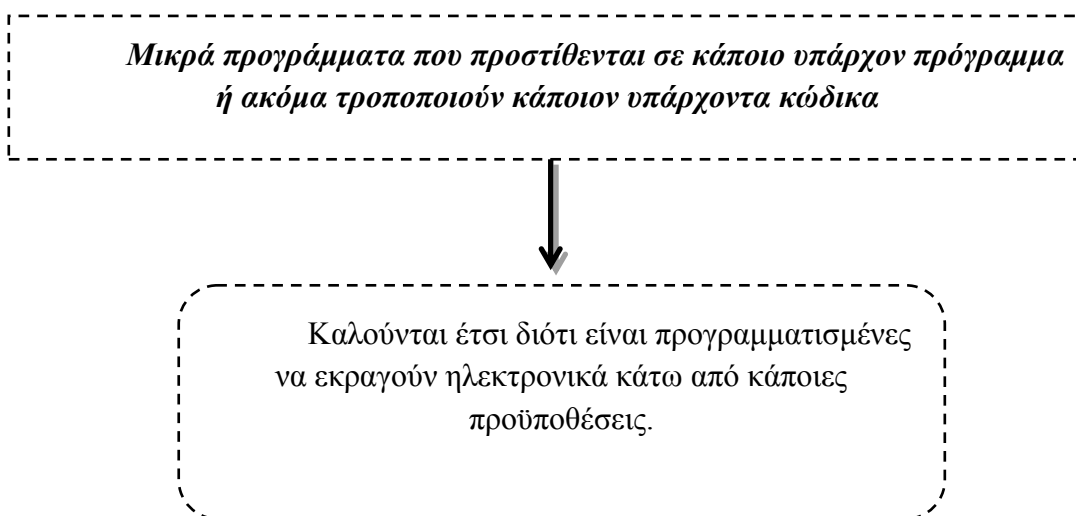 Μικρά προγράμματα που προστίθενται σε κάποιο υπάρχον πρόγραμμα
ή ακόμα τροποποιούν κάποιον υπάρχοντα κώδικα
Καλούνται έτσι διότι είναι προγραμματισμένες
να εκραγούν ηλεκτρονικά κάτω από κάποιες
προϋποθέσεις.